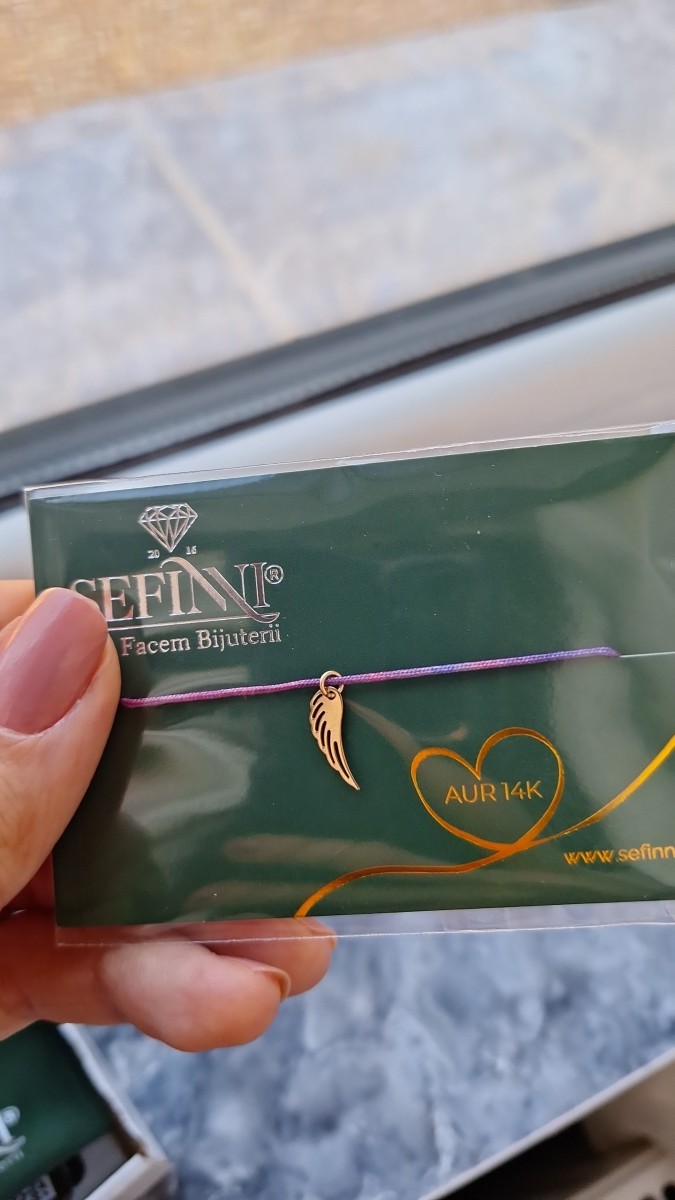 20 16
SEFINNI®
Facem Bijuterii
AUR 14K
www.sefinn